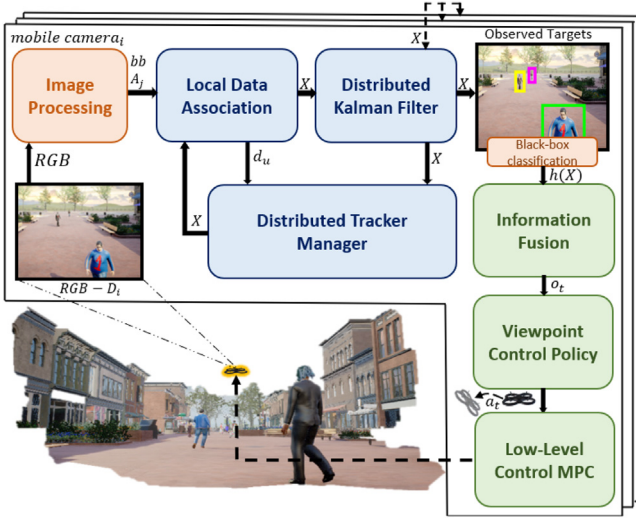 mobile camera_i
Observed Targets
Image
Processing
bb
A_j
Local Data
Association
X
Distributed
Kalman Filter
X
X
Black-box
classification
RGB
d_u
X
h(X)
X
Distributed Tracker
Manager
Information
Fusion
RGB − D_i
o_t
Viewpoint
Control Policy
a_t
Low-Level
Control MPC